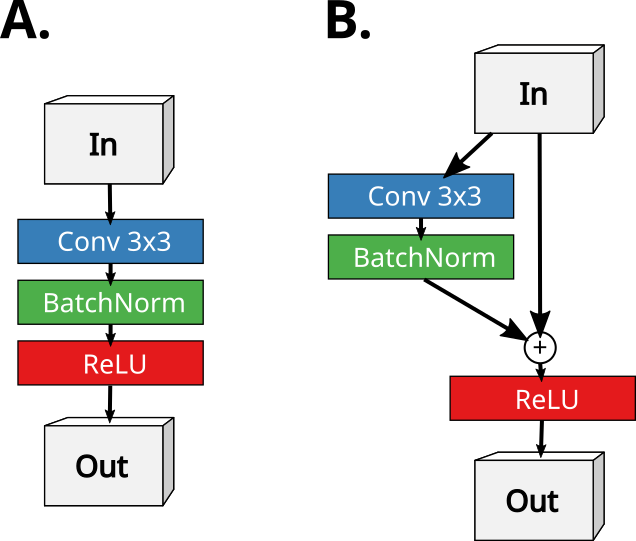 A.
In
Conv 3x3
BatchNorm
ReLU
Out
B.
In
Conv 3x3
BatchNorm
+
ReLU
Out